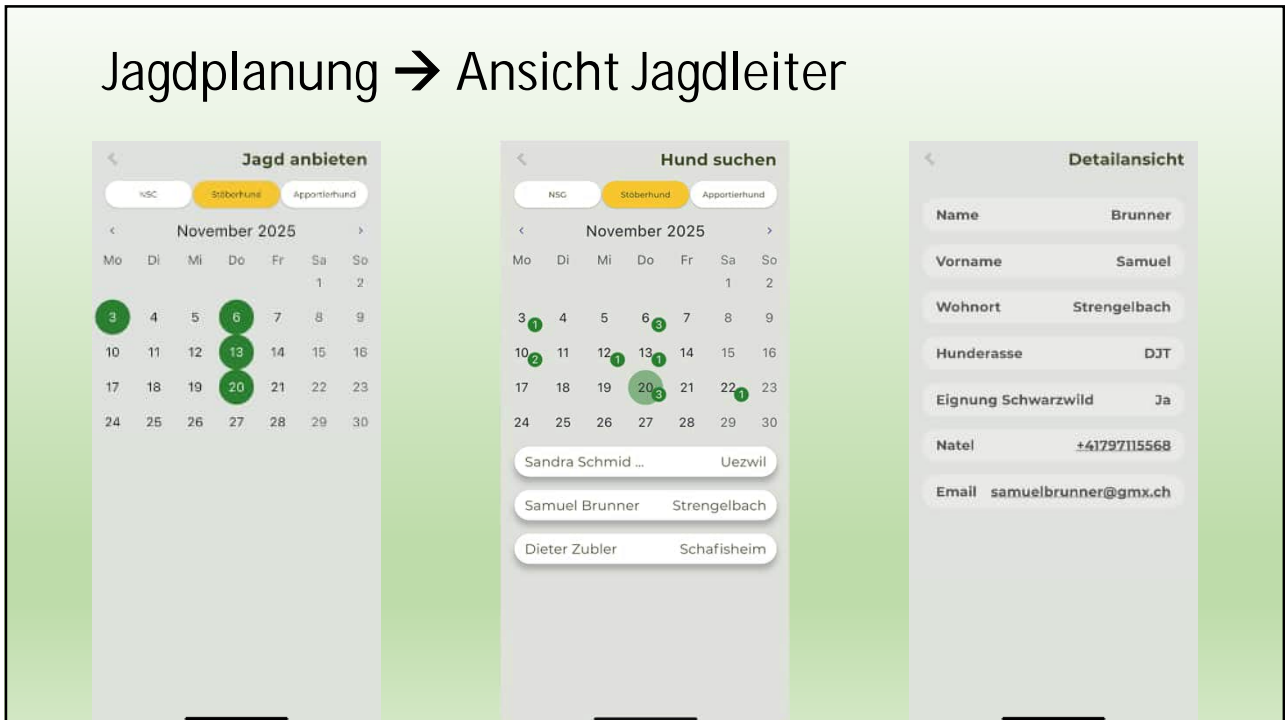 Jagdplanung ➔ Ansicht Jagdleiter
Jagd anbieten
NSG Stöberhund Apportierhund
November 2025
Mo Di Mi Do Fr Sa So
1 2
3 4 5 6 7 8 9
10 11 12 13 14 15 16
17 18 19 20 21 22 23
24 25 26 27 28 29 30
Hund suchen
NSG Stöberhund Apportierhund
November 2025
Mo Di Mi Do Fr Sa So
1 2
3 1 4 5 6 3 7 8 9
10 2 11 12 1 13 1 14 15 16
17 18 19 20 3 21 22 1 23
24 25 26 27 28 29 30
Sandra Schmid ... Uezwil
Samuel Brunner Strengelbach
Dieter Zubler Schafisheim
Detailansicht
Name Brunner
Vorname Samuel
Wohnort Strengelbach
Hunderasse DJT
Eignung Schwarzwild Ja
Natel +41797115568
Email samuelbrunner@gmx.ch